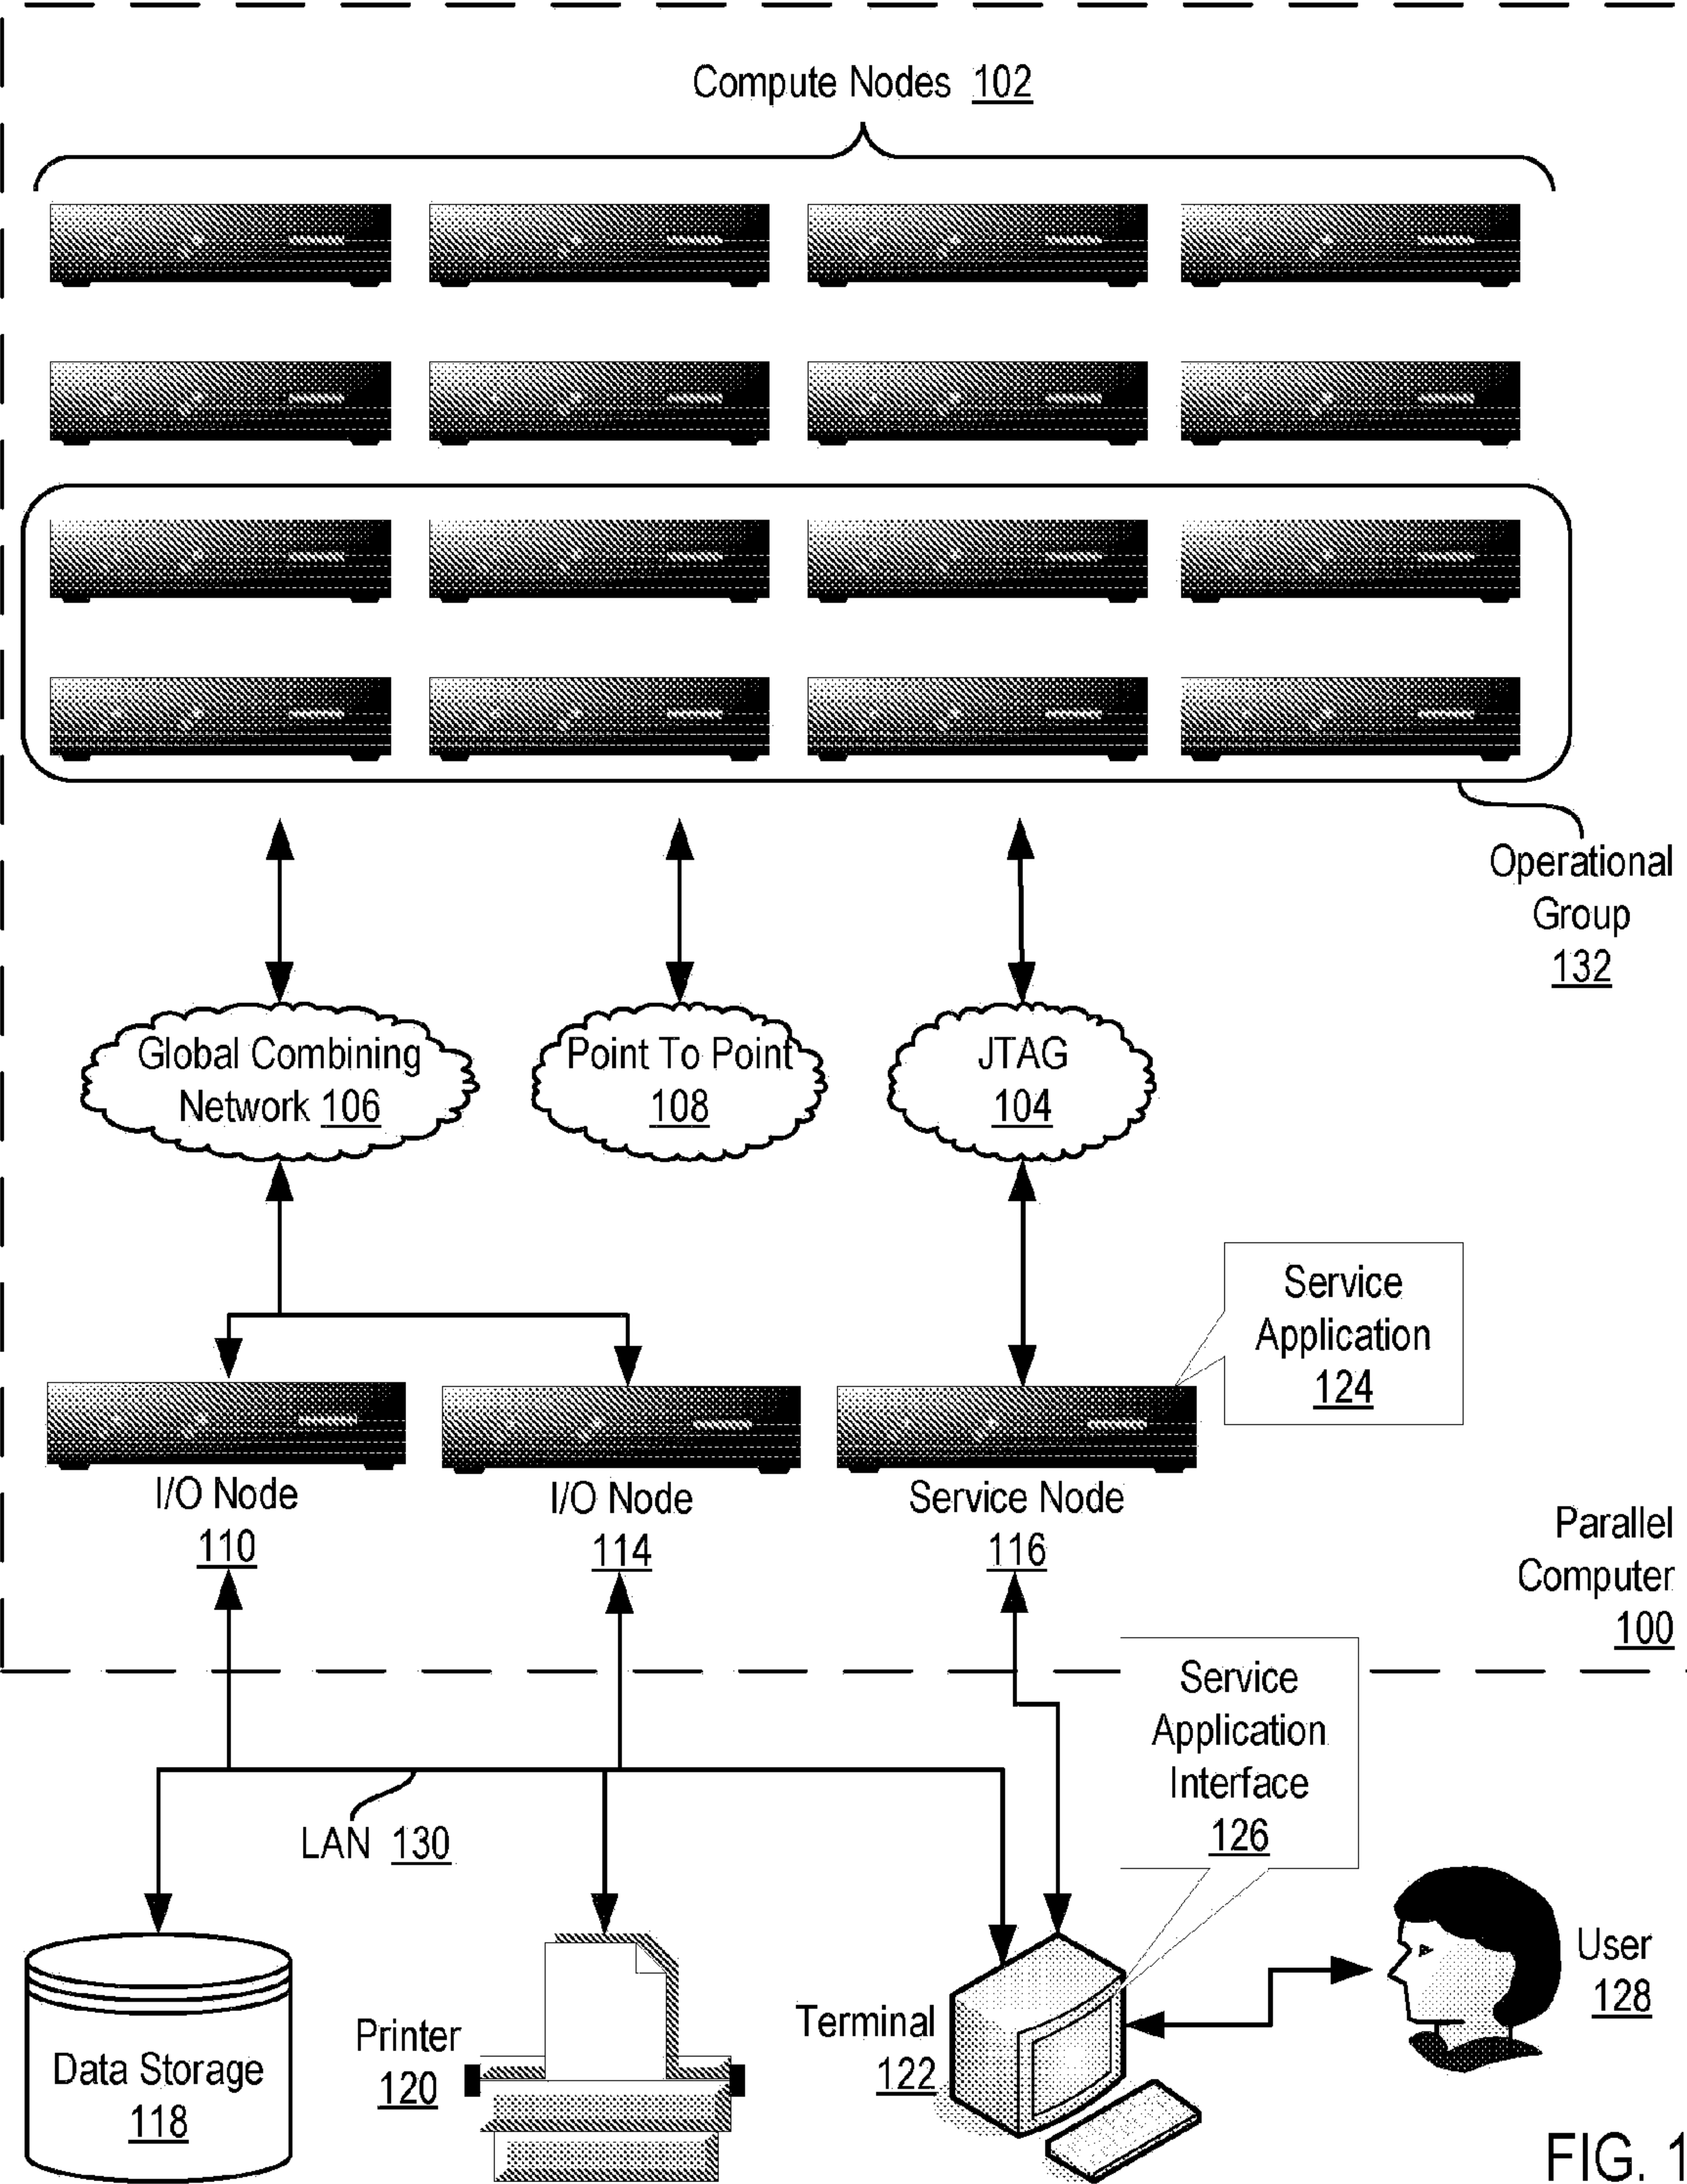 Compute Nodes 102
Operational
Group
132
Global Combining
Network 106
Point To Point
108
JTAG
104
Service
Application
124
I/O Node
110
I/O Node
114
Service Node
116
Parallel
Computer
100
Service
Application
Interface
126
LAN 130
Data Storage
118
Printer
120
Terminal
122
User
128
FIG. 1